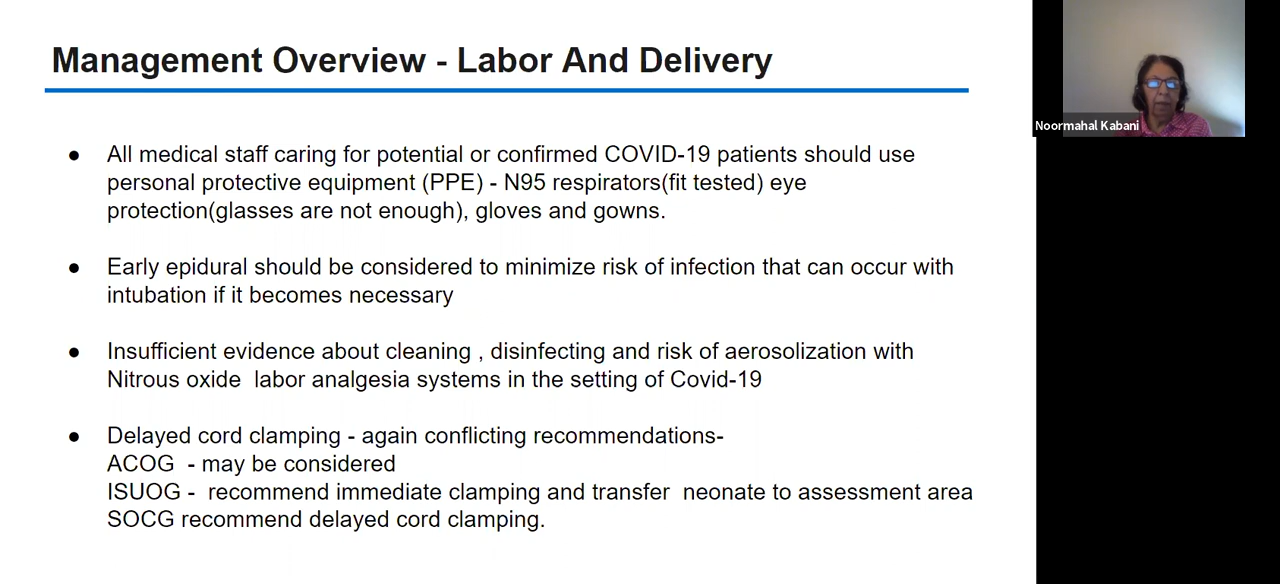 Management Overview - Labor And Delivery
● All medical staff caring for potential or confirmed COVID-19 patients should use
personal protective equipment (PPE) - N95 respirators(fit tested) eye
protection(glasses are not enough), gloves and gowns.
● Early epidural should be considered to minimize risk of infection that can occur with
intubation if it becomes necessary
● Insufficient evidence about cleaning , disinfecting and risk of aerosolization with
Nitrous oxide  labor analgesia systems in the setting of Covid-19
● Delayed cord clamping - again conflicting recommendations-
ACOG  - may be considered
ISUOG -  recommend immediate clamping and transfer  neonate to assessment area
SOCG recommend delayed cord clamping.
Noormahal Kabani